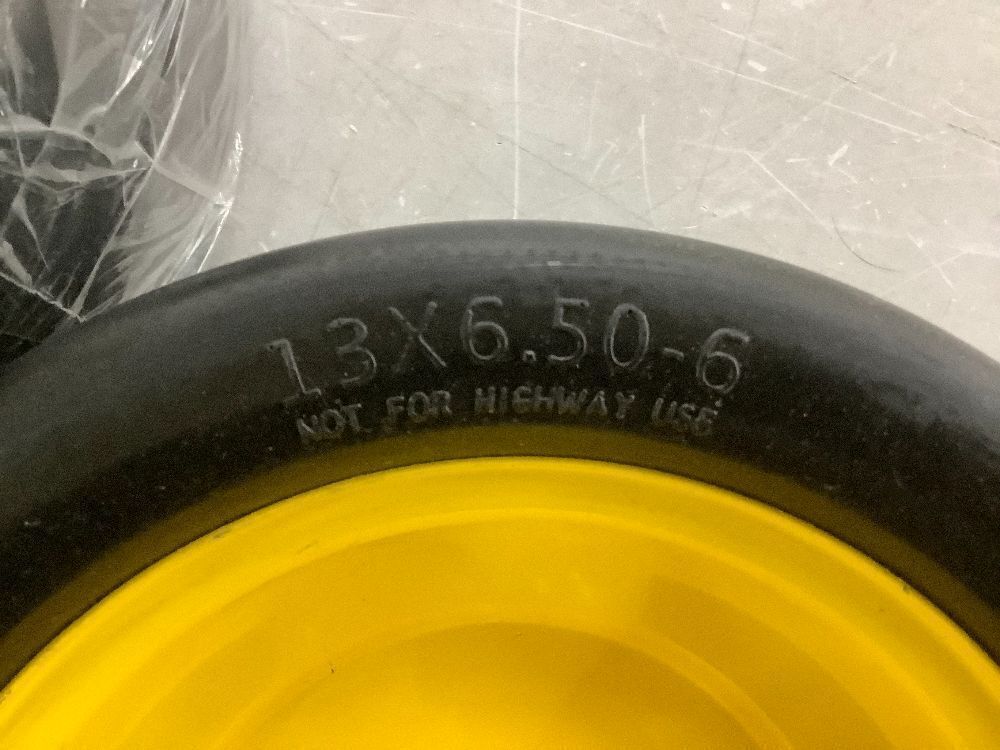 13X6.50-6
NOT FOR HIGHWAY USE